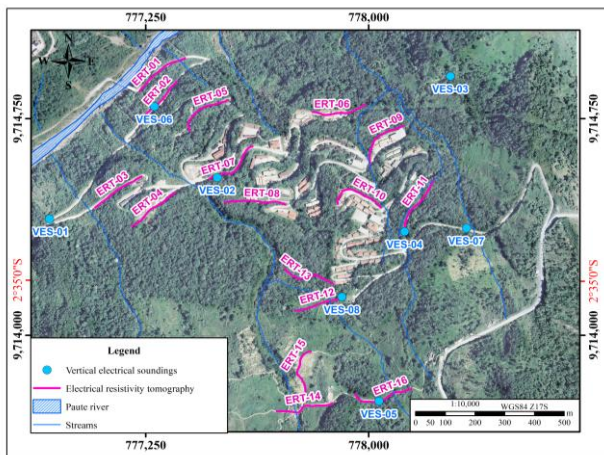 777,250
778,000
N
W
E
S
ERT-01
ERT-02
VES-03
ERT-05
VES-06
ERT-06
9,714,750
9,714,750
ERT-09
ERT-07
ERT-03
VES-02
ERT-10
ERT-04
ERT-08
ERT-11
VES-01
VES-04
VES-07
ERT-13
2°35'0"S
2°35'0"S
ERT-12
VES-08
9,714,000
9,714,000
Legend
Vertical electrical soundings
Electrical resistivity tomography
Paute river
Streams
ERT-15
ERT-14
ERT-16
VES-05
1:10,000 WGS84 Z17S
0 100 200 300 400 500 m
777,250
778,000